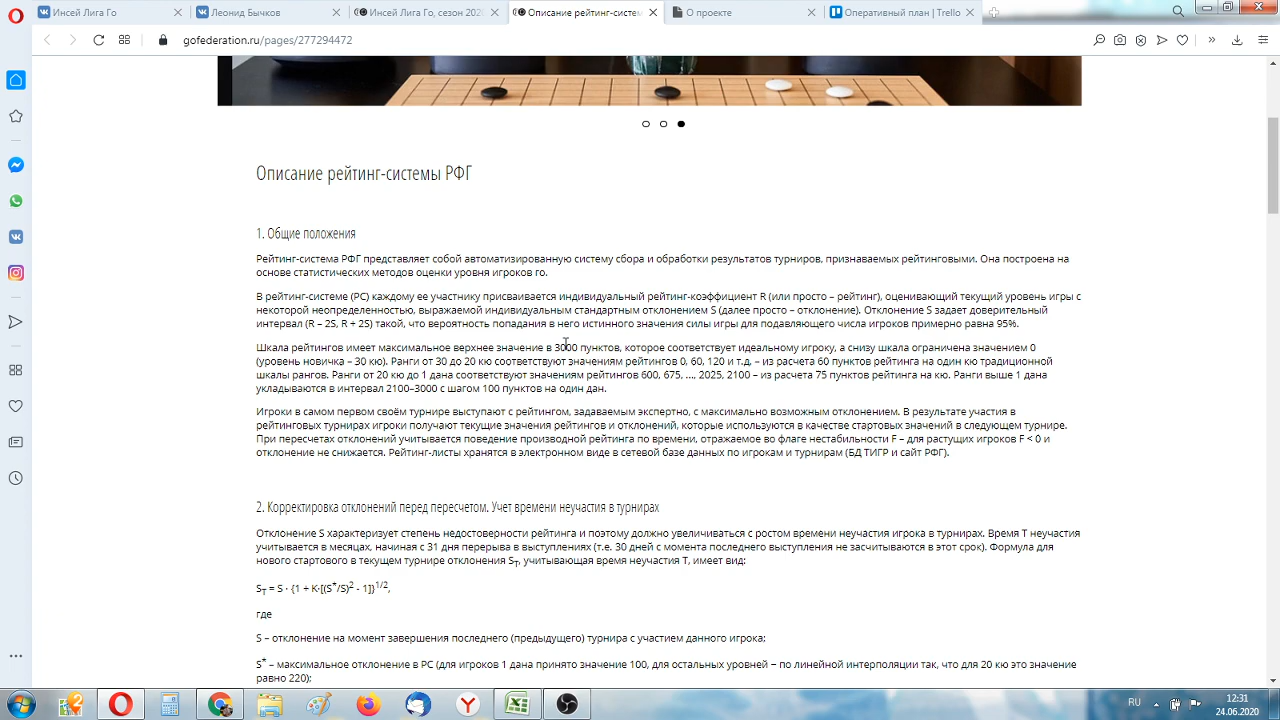 Инсей Лига Го
Леонид Бычков
Инсей Лига Го, сезон 202
Описание рейтинг-систем
О проекте
Оперативный план | Trello
gofederation.ru/pages/277294472
Описание рейтинг-системы РФГ
1. Общие положения
Рейтинг-система РФГ представляет собой автоматизированную систему сбора и обработки результатов турниров, признаваемых рейтинговыми. Она построена на
основе статистических методов оценки уровня игроков го.
В рейтинг-системе (РС) каждому ее участнику присваивается индивидуальный рейтинг-коэффициент R (или просто – рейтинг), оценивающий текущий уровень игры с
некоторой неопределенностью, выражаемой индивидуальным стандартным отклонением S (далее просто – отклонение). Отклонение S задает доверительный
интервал (R – 2S, R + 2S) такой, что вероятность попадания в него истинного значения силы игры для подавляющего числа игроков примерно равна 95%.
Шкала рейтингов имеет максимальное верхнее значение в 3000 пунктов, которое соответствует идеальному игроку, а снизу шкала ограничена значением 0
(уровень новичка – 30 кю). Ранги от 30 до 20 кю соответствуют значениям рейтингов 0, 60, 120 и т.д. – из расчета 60 пунктов рейтинга на один кю традиционной
шкалы рангов. Ранги от 20 кю до 1 дана соответствуют значениям рейтингов 600, 675, ..., 2025, 2100 – из расчета 75 пунктов рейтинга на кю. Ранги выше 1 дана
укладываются в интервал 2100–3000 с шагом 100 пунктов на один дан.
Игроки в самом первом своём турнире выступают с рейтингом, задаваемым экспертно, с максимально возможным отклонением. В результате участия в
рейтинговых турнирах игроки получают текущие значения рейтингов и отклонений, которые используются в качестве стартовых значений в следующем турнире.
При пересчетах отклонений учитывается поведение производной рейтинга по времени, отражаемое во флаге нестабильности F – для растущих игроков F < 0 и
отклонение не снижается. Рейтинг-листы хранятся в электронном виде в сетевой базе данных по игрокам и турнирам (БД ТИГР и сайт РФГ).
2. Корректировка отклонений перед пересчетом. Учет времени неучастия в турнирах
Отклонение S характеризует степень недостоверности рейтинга и поэтому должно увеличиваться с ростом времени неучастия игрока в турнирах. Время T неучастия
учитывается в месяцах, начиная с 31 дня перерыва в выступлениях (т.е. 30 дней с момента последнего выступления не засчитываются в этот срок). Формула для
нового стартового в текущем турнире отклонения S_T, учитывающая время неучастия T, имеет вид:
S_T = S · {1 + K·[(S*/S)^2 - 1]}^1/2,
где
S – отклонение на момент завершения последнего (предыдущего) турнира с участием данного игрока;
S* – максимальное отклонение в РС (для игроков 1 дана принято значение 100, для остальных уровней – по линейной интерполяции так, что для 20 кю это значение
равно 220);
RU
12:31
24.06.2020